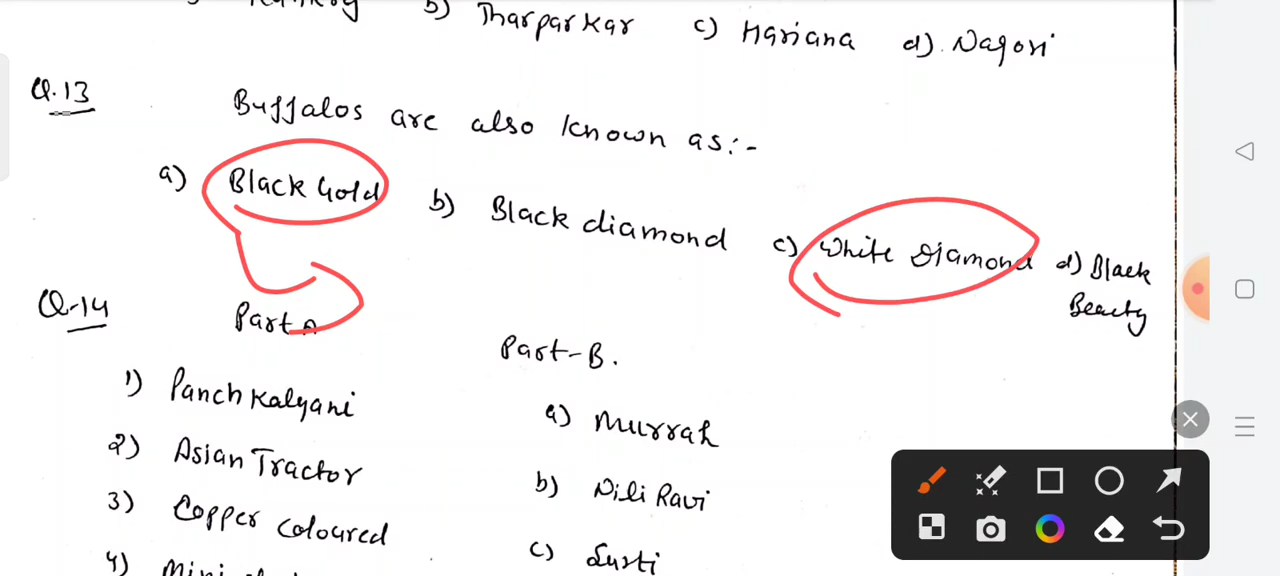 b) Tharparkar c) Hariana d) Nagori
Q.13 Buffalos are also known as:-
a) Black Gold b) Black diamond c) White Diamond d) Black Beauty
Q-14 Part A Part-B.
1) Panch Kalyani a) Murrah
2) Asian Tractor b) Nili Ravi
3) Copper coloured c) Surti
4)